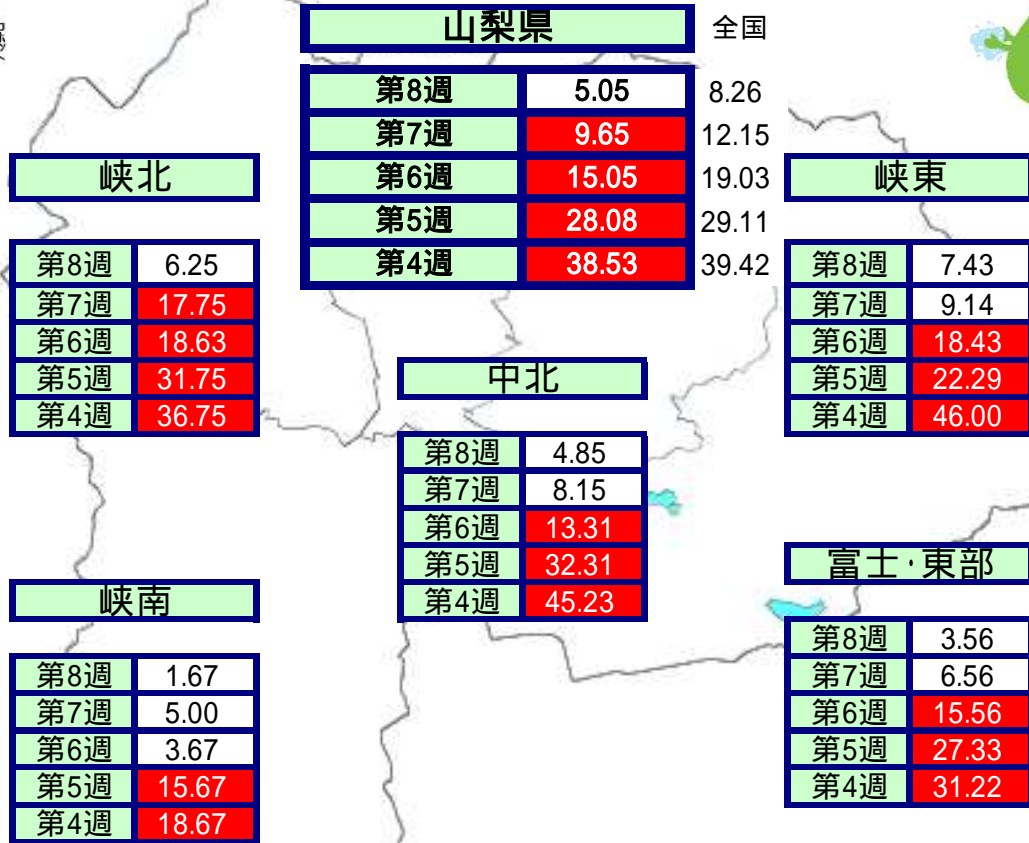 山梨県 全国
第8週 5.05 8.26
第7週 9.65 12.15
第6週 15.05 19.03
第5週 28.08 29.11
第4週 38.53 39.42
峡北
第8週 6.25
第7週 17.75
第6週 18.63
第5週 31.75
第4週 36.75
峡東
第8週 7.43
第7週 9.14
第6週 18.43
第5週 22.29
第4週 46.00
中北
第8週 4.85
第7週 8.15
第6週 13.31
第5週 32.31
第4週 45.23
峡南
第8週 1.67
第7週 5.00
第6週 3.67
第5週 15.67
第4週 18.67
富士・東部
第8週 3.56
第7週 6.56
第6週 15.56
第5週 27.33
第4週 31.22